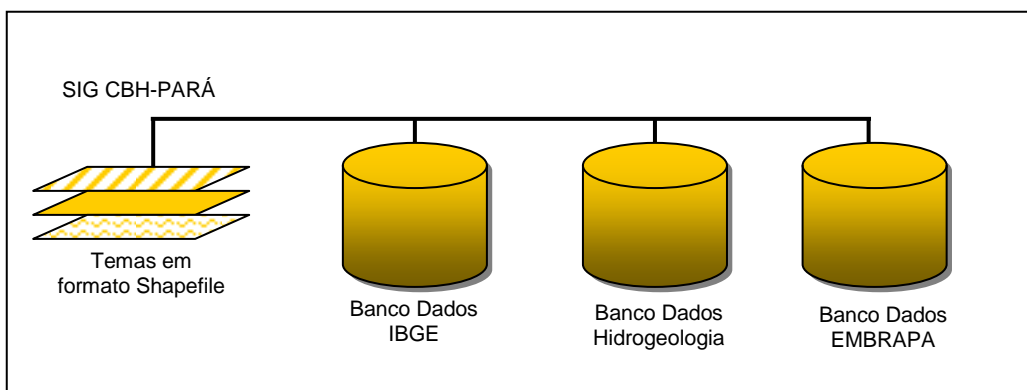 SIG CBH-PARÁ
Temas em
formato Shapefile
Banco Dados
IBGE
Banco Dados
Hidrogeologia
Banco Dados
EMBRAPA